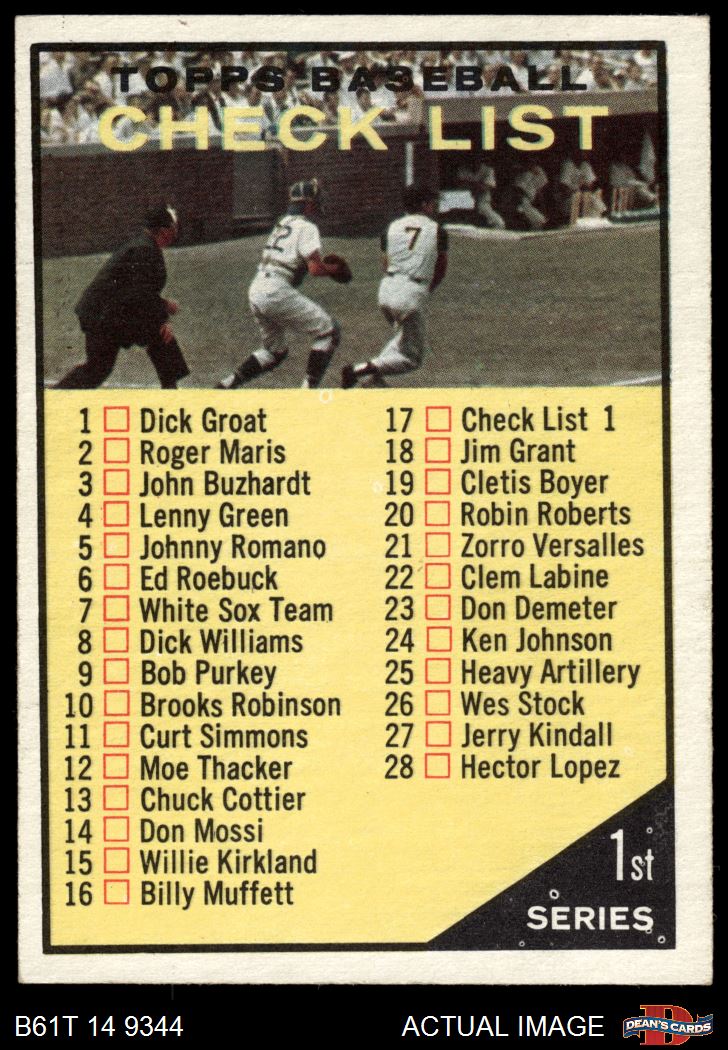 TOPPS BASEBALL
CHECK LIST
12
7
1 Dick Groat
2 Roger Maris
3 John Buzhardt
4 Lenny Green
5 Johnny Romano
6 Ed Roebuck
7 White Sox Team
8 Dick Williams
9 Bob Purkey
10 Brooks Robinson
11 Curt Simmons
12 Moe Thacker
13 Chuck Cottier
14 Don Mossi
15 Willie Kirkland
16 Billy Muffett
17 Check List 1
18 Jim Grant
19 Cletis Boyer
20 Robin Roberts
21 Zorro Versalles
22 Clem Labine
23 Don Demeter
24 Ken Johnson
25 Heavy Artillery
26 Wes Stock
27 Jerry Kindall
28 Hector Lopez
1st
SERIES
B61T 14 9344
ACTUAL IMAGE
D
DEAN'S CARDS